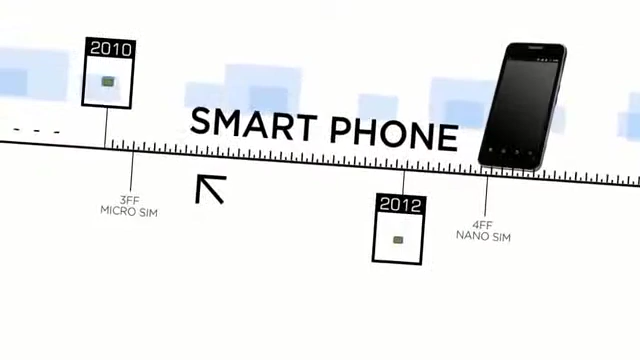 2010
SMART PHONE
3FF
MICRO SIM
2012
4FF
NANO SIM